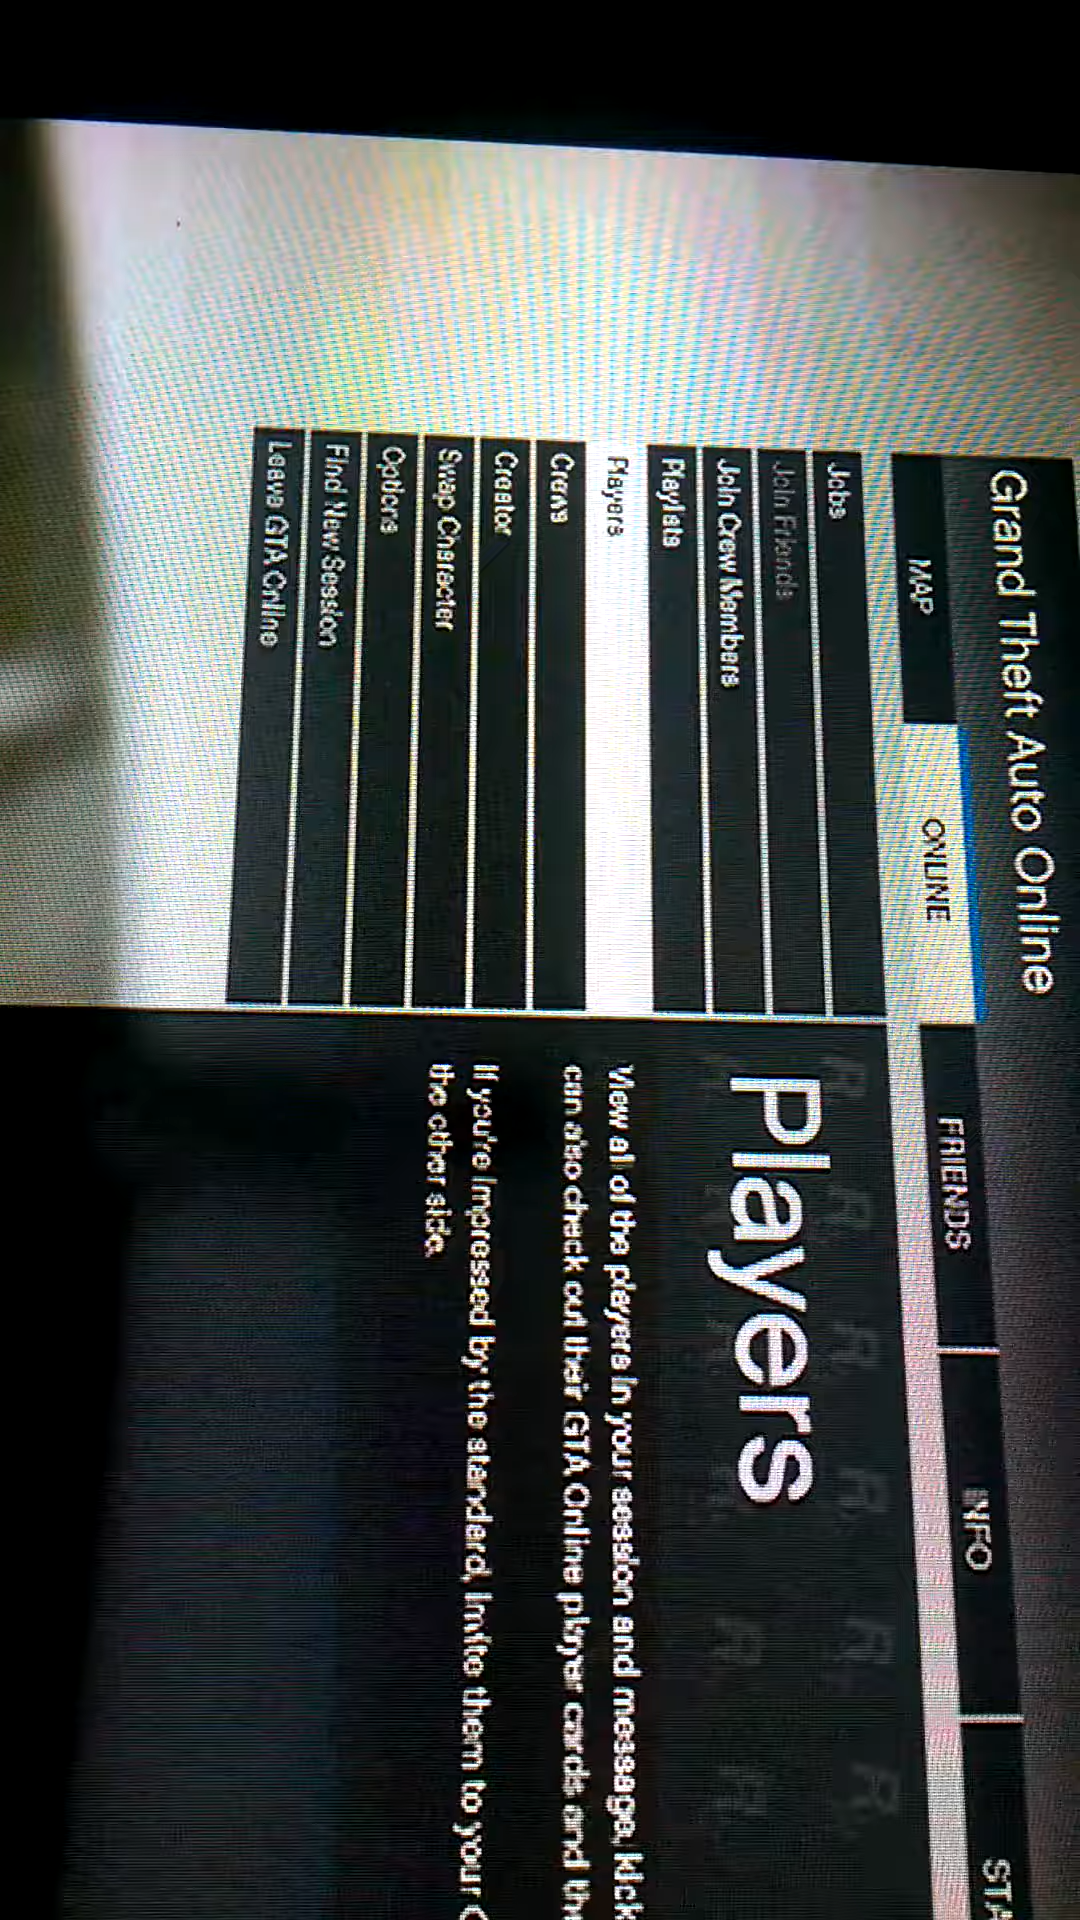 Grand Theft Auto Online
MAP
ONLINE
FRIENDS
INFO
Jobs
Join Friends
Join Crew Members
Playlists
Players
Crews
Creator
Swap Character
Options
Find New Session
Leave GTA Online
Players
View all of the players in your session and message, kick
can also check out their GTA Online player cards and
If you're impressed by the standard, invite them to your
the other side.